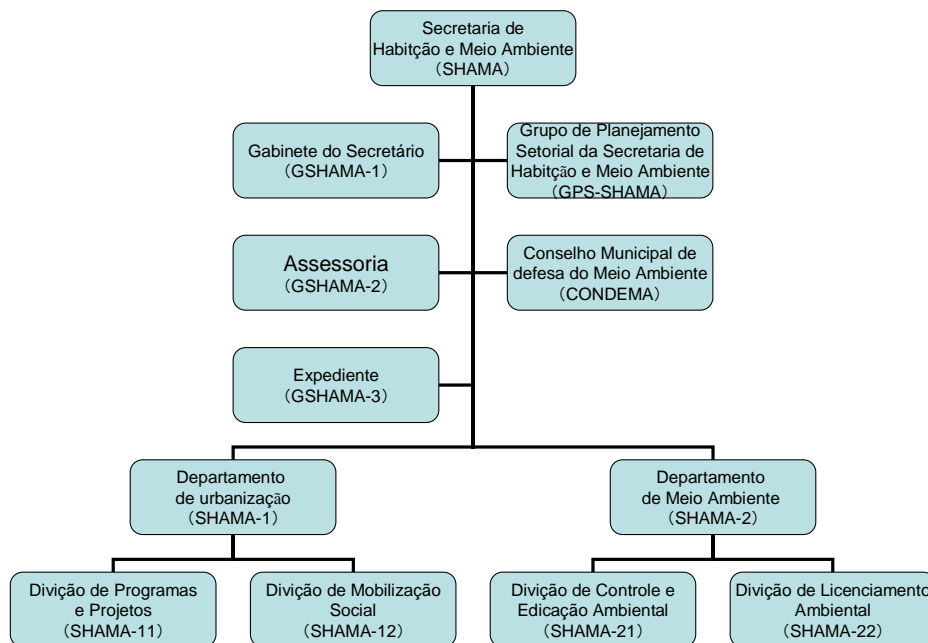 Secretaria de
Habitção e Meio Ambiente
（SHAMA）
Gabinete do Secretário
（GSHAMA-1）
Grupo de Planejamento
Setorial da Secretaria de
Habitção e Meio Ambiente
（GPS-SHAMA）
Assessoria
（GSHAMA-2）
Conselho Municipal de
defesa do Meio Ambiente
（CONDEMA）
Expediente
（GSHAMA-3）
Departamento
de urbanização
（SHAMA-1）
Departamento
de Meio Ambiente
（SHAMA-2）
Divição de Programas
e Projetos
（SHAMA-11）
Divição de Mobilização
Social
（SHAMA-12）
Divição de Controle e
Edicação Ambiental
（SHAMA-21）
Divição de Licenciamento
Ambiental
（SHAMA-22）